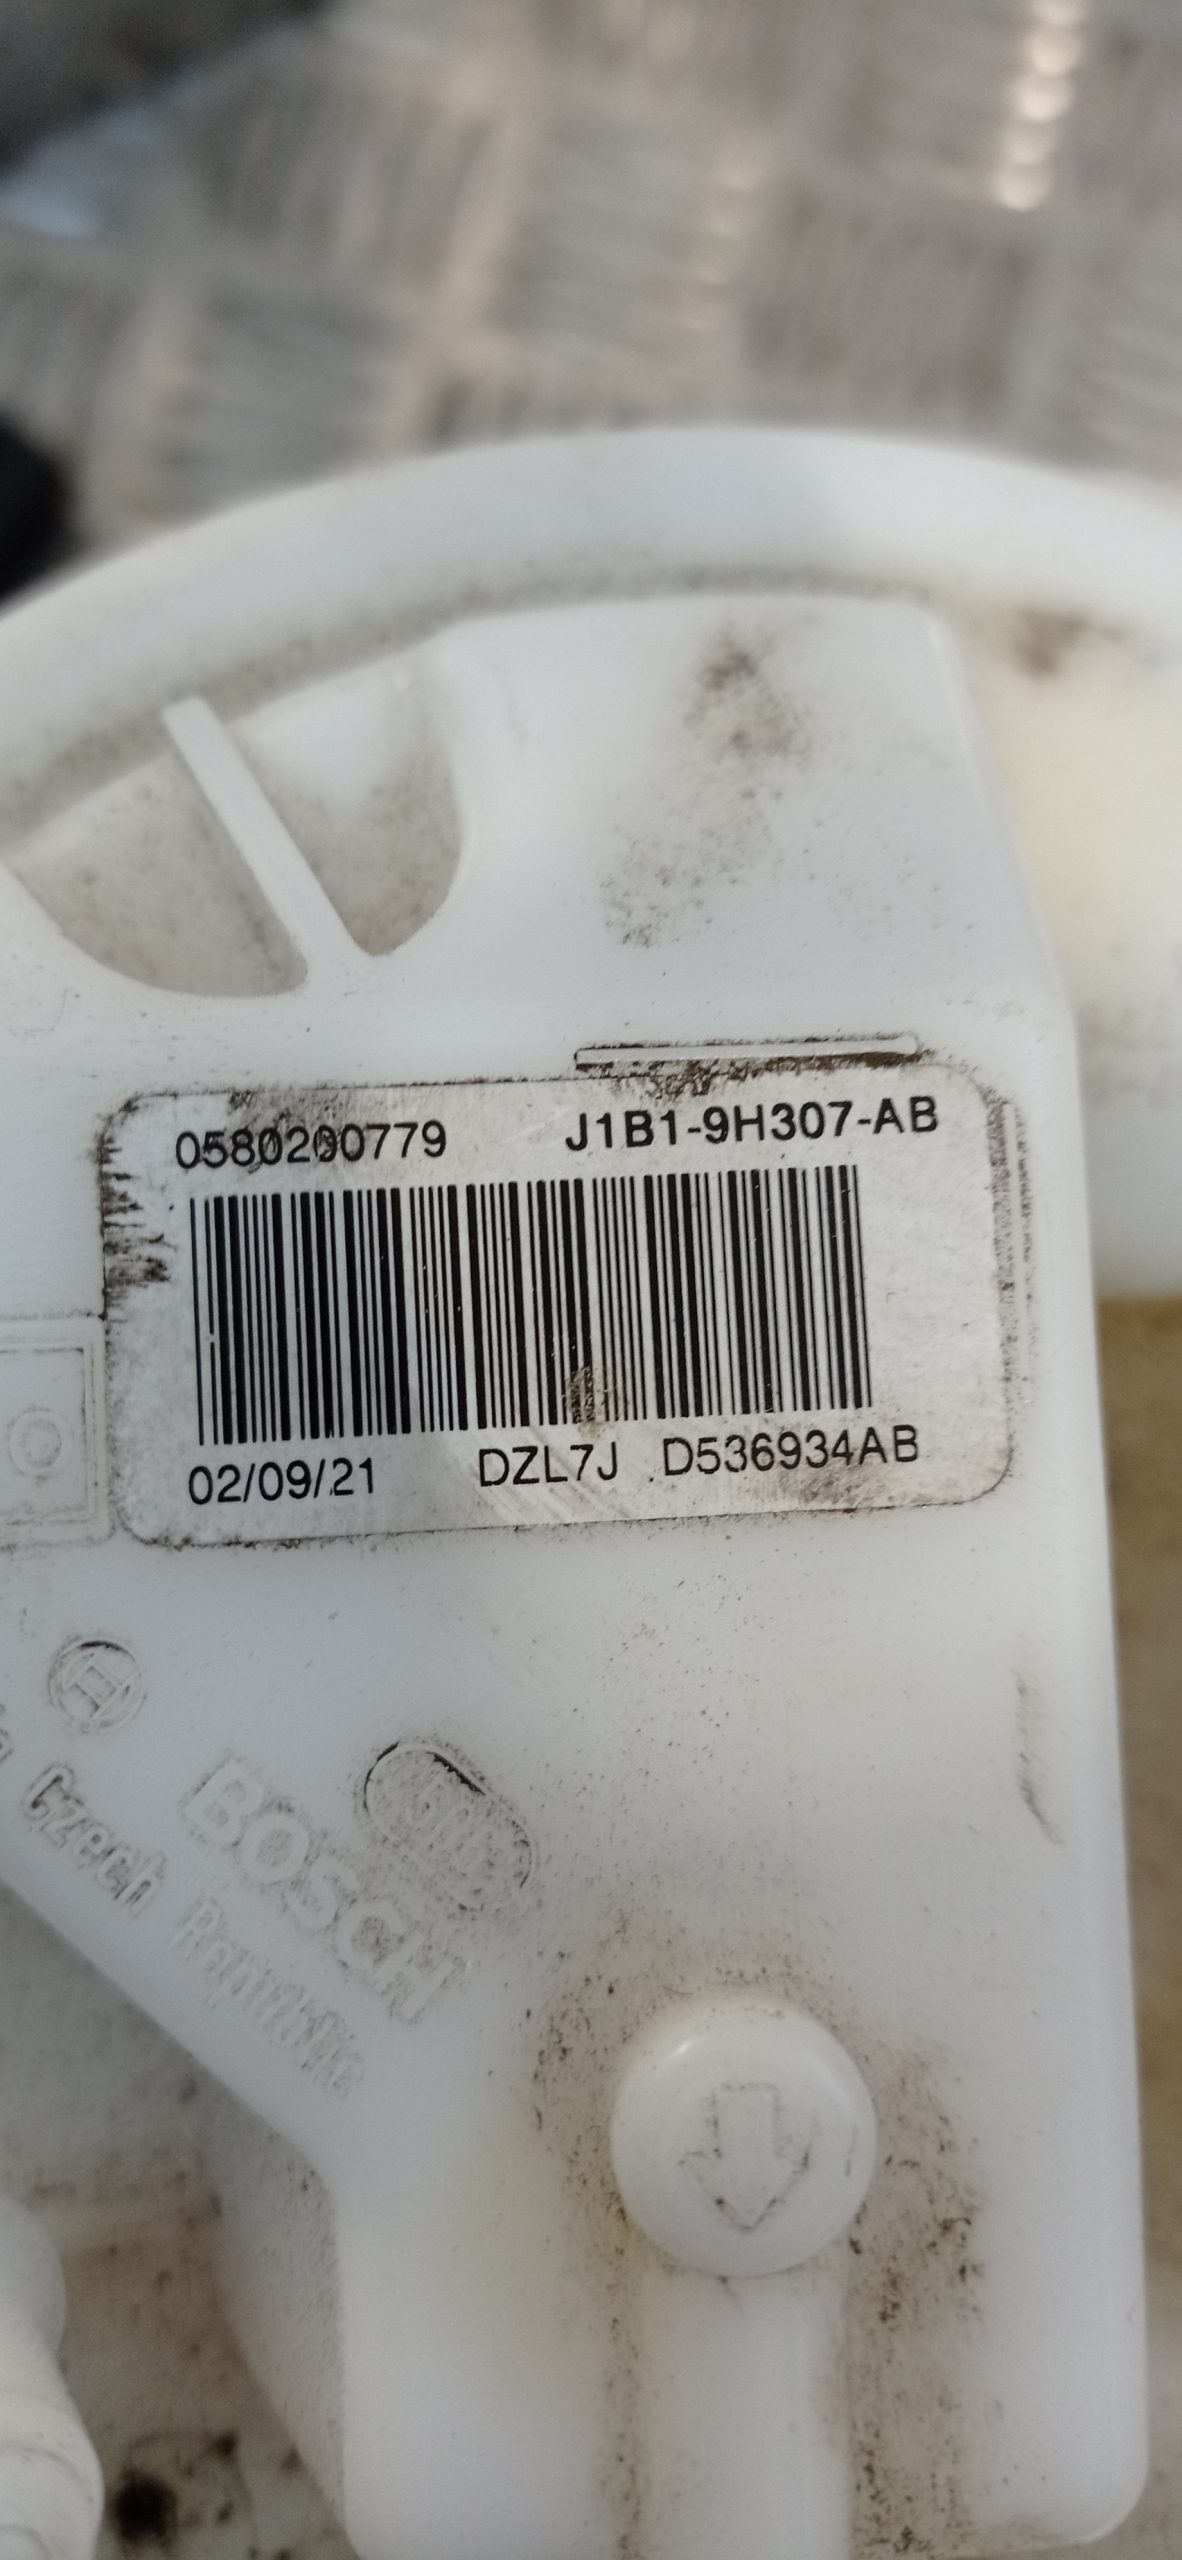 0580200779 J1B1-9H307-AB
02/09/21 DZL7J D536934AB
BOSCH
Czech Republic